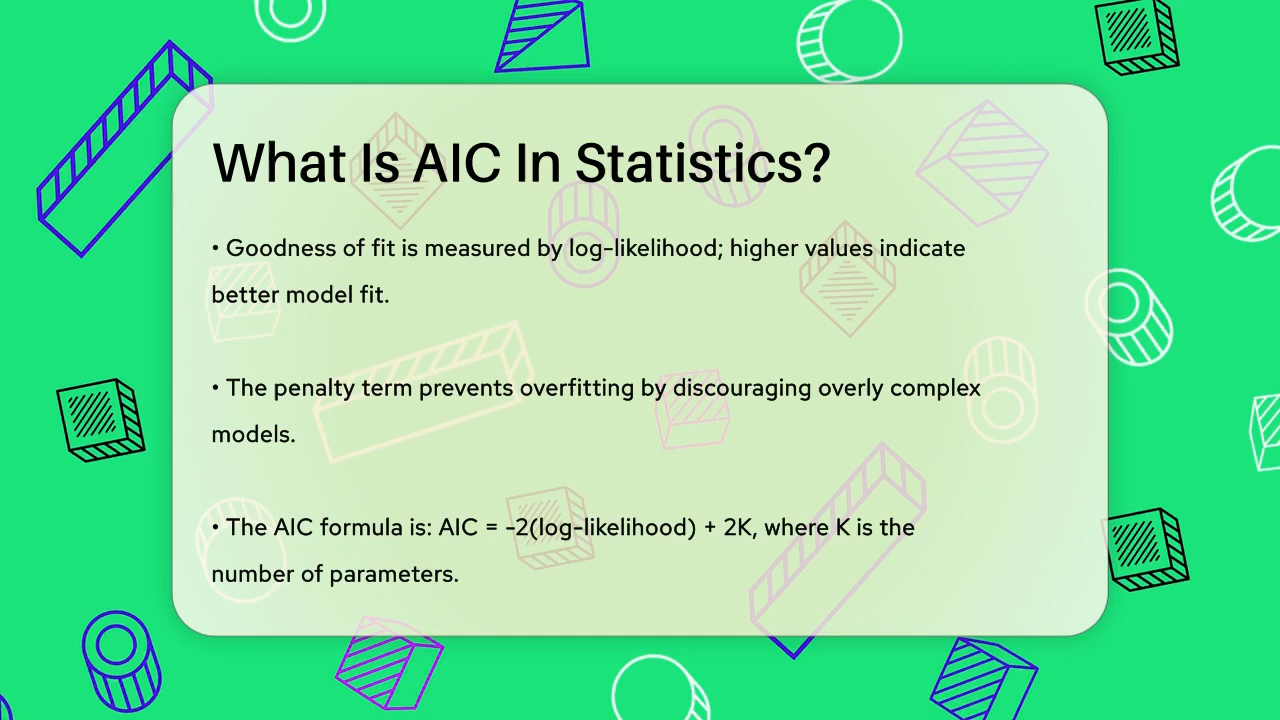 What Is AIC In Statistics?
• Goodness of fit is measured by log-likelihood; higher values indicate
better model fit.
• The penalty term prevents overfitting by discouraging overly complex
models.
• The AIC formula is: AIC = -2(log-likelihood) + 2K, where K is the
number of parameters.